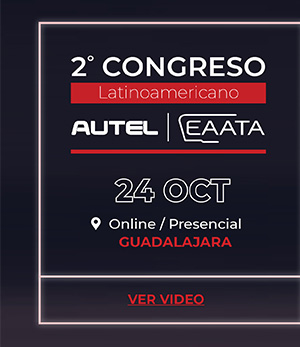 2° CONGRESO
Latinoamericano
AUTEL | EAATA
24 OCT
Online / Presencial
GUADALAJARA
VER VIDEO